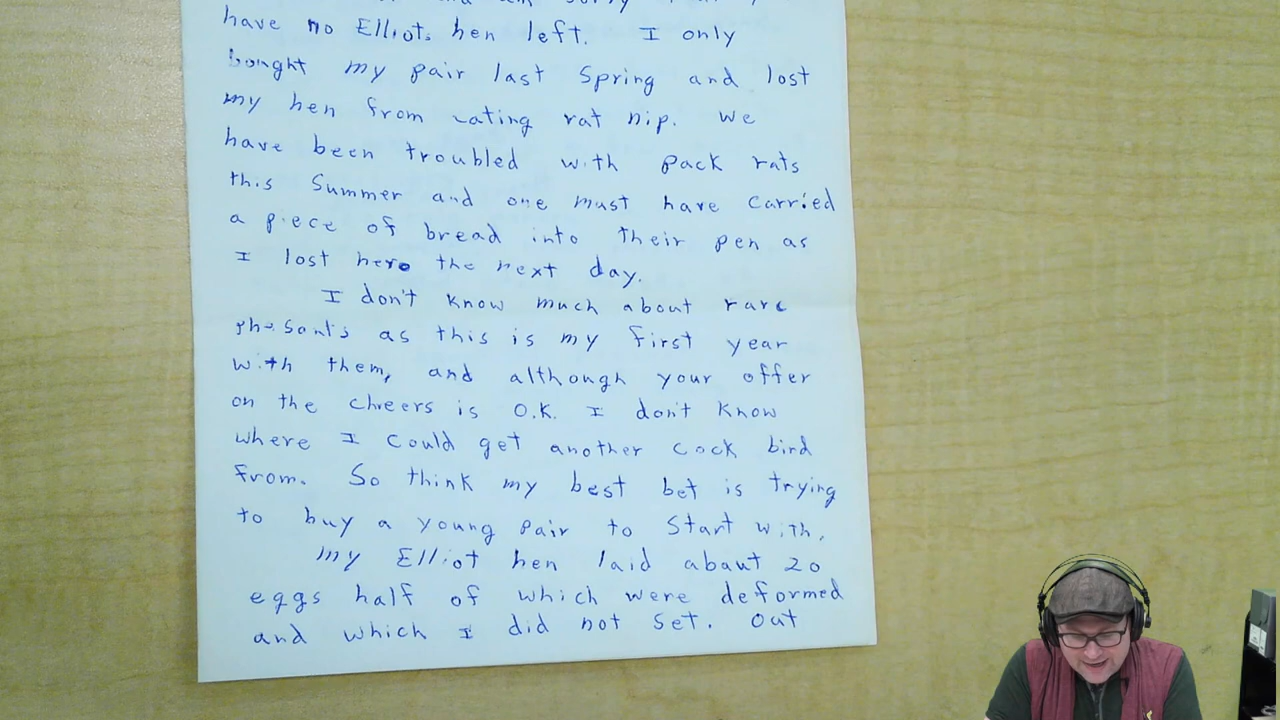 sorry
have no Elliots hen left. I only
bought my pair last Spring and lost
my hen from eating rat nip. We
have been troubled with pack rats
this Summer and one must have carried
a piece of bread into their pen as
I lost here the next day.
I don't know much about rare
phesants as this is my first year
with them, and although your offer
on the cheers is O.K. I don't know
where I could get another cock bird
from. So think my best bet is trying
to buy a young pair to start with.
My Elliot hen laid about 20
eggs half of which were deformed
and which I did not set. Out